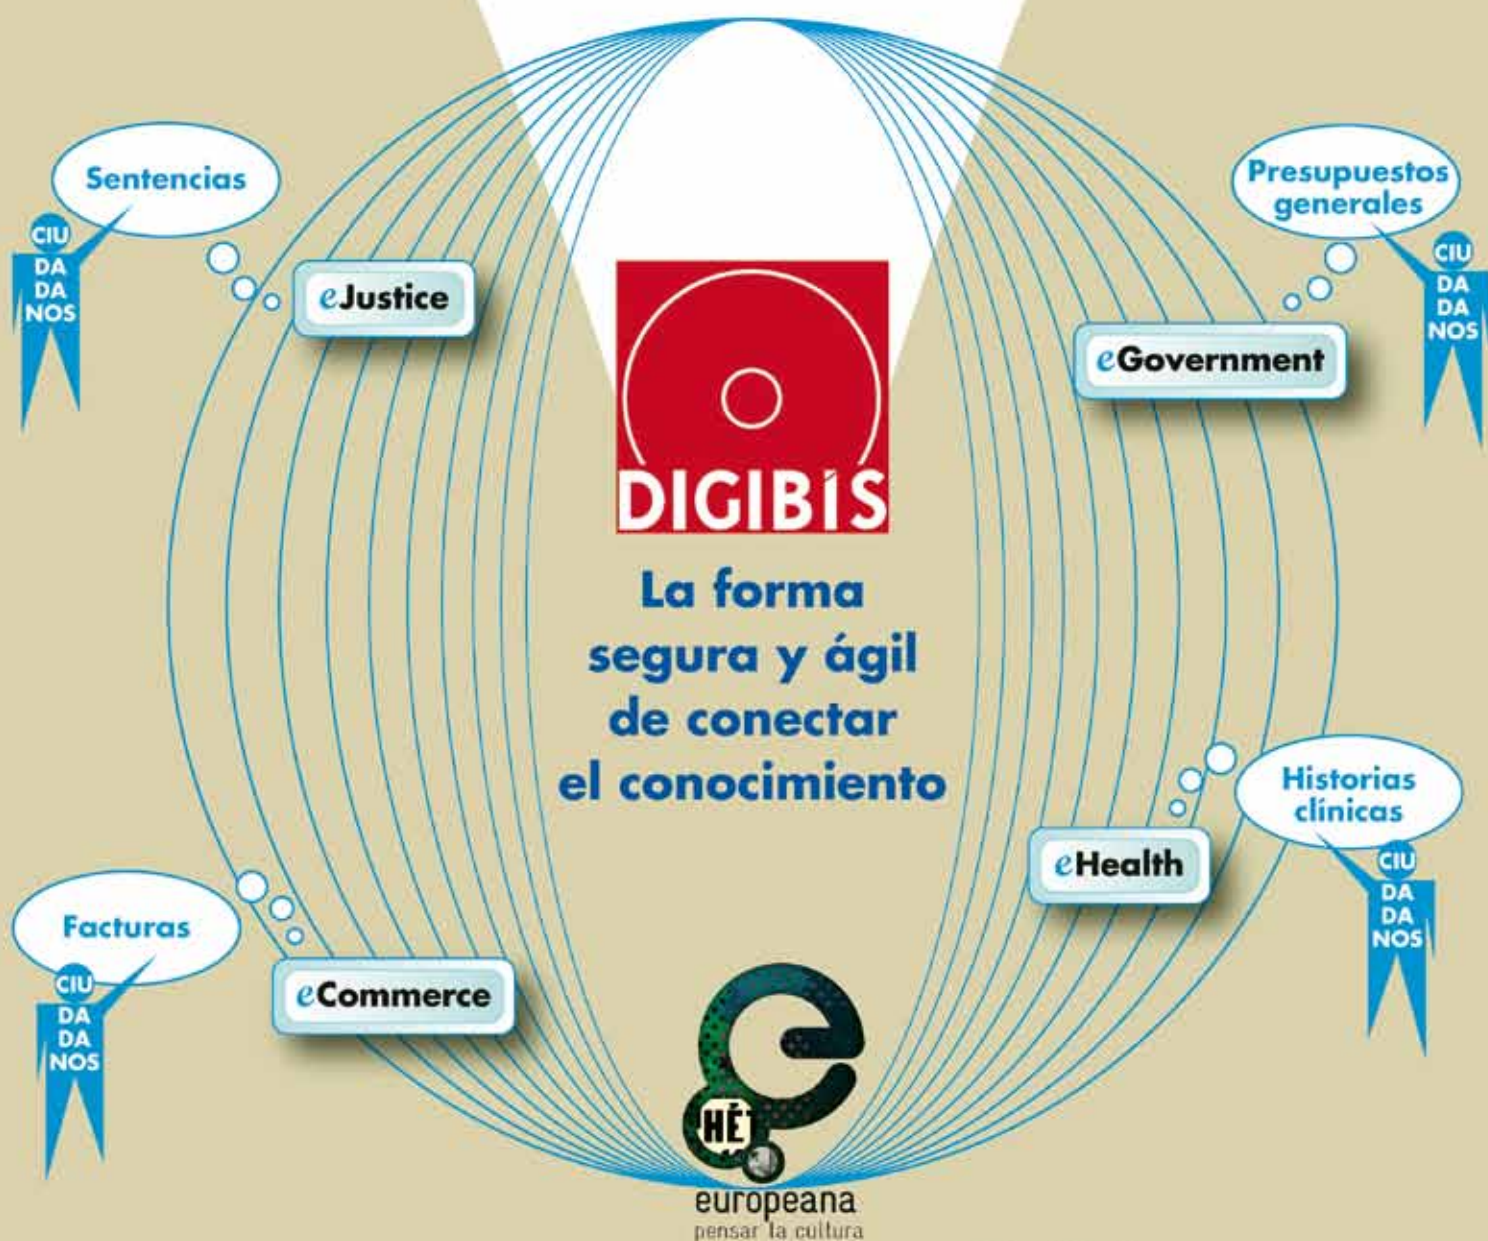 Sentencias
CIU
DA
DA
NOS
eJustice
Presupuestos
generales
CIU
DA
DA
NOS
eGovernment
DIGIBÍS
La forma
segura y ágil
de conectar
el conocimiento
Facturas
CIU
DA
DA
NOS
eCommerce
Historias
clínicas
CIU
DA
DA
NOS
eHealth
HÉ
europeana
pensar la cultura